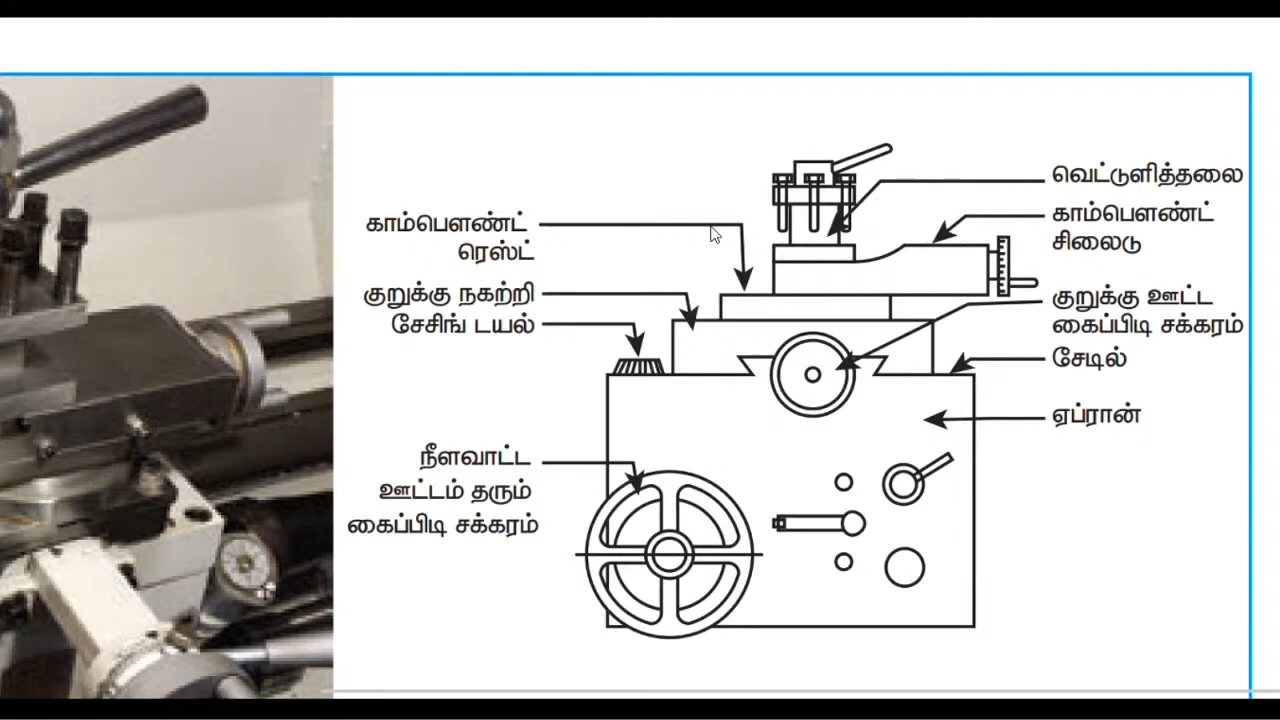 வெட்டுளித்தலை
காம்பௌண்ட்
சிலைடு
காம்பௌண்ட்
ரெஸ்ட்
குறுக்கு நகற்றி
சேசிங் டயல்
குறுக்கு ஊட்ட
கைப்பிடி சக்கரம்
சேடில்
ஏப்ரான்
நீளவாட்ட
ஊட்டம் தரும்
கைப்பிடி சக்கரம்